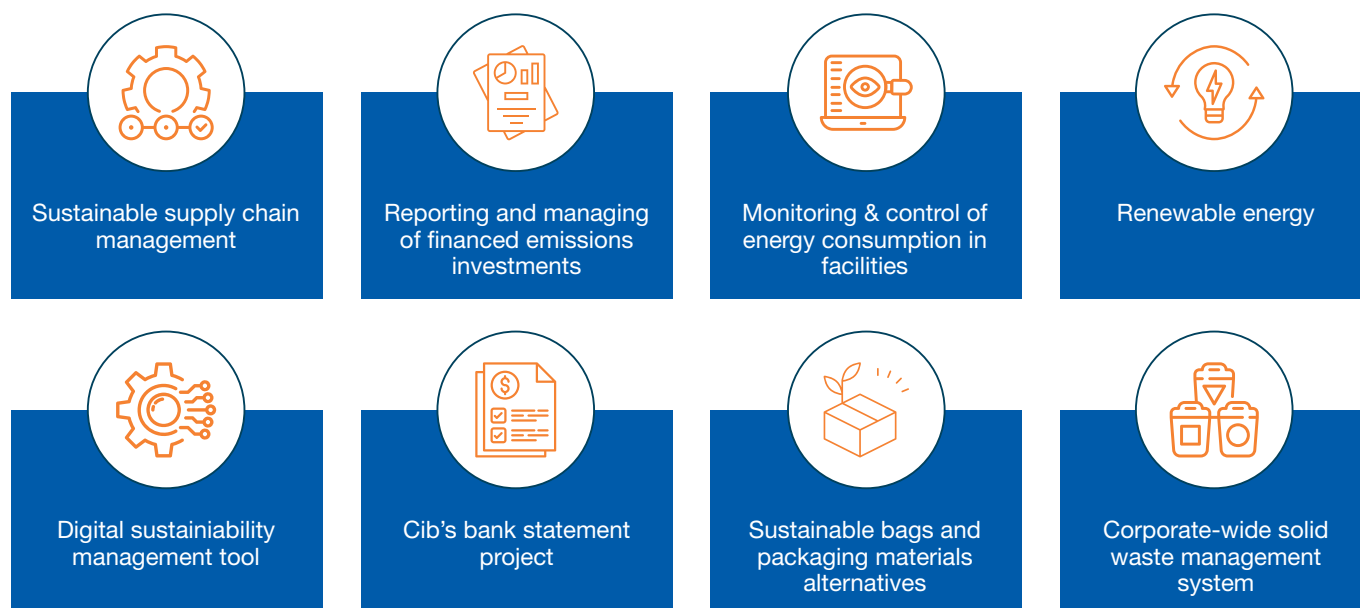 Sustainable supply chain
management
Reporting and managing
of financed emissions
investments
Monitoring & control of
energy consumption in
facilities
Renewable energy
Digital sustainiability
management tool
Cib's bank statement
project
Sustainable bags and
packaging materials
alternatives
Corporate-wide solid
waste management
system